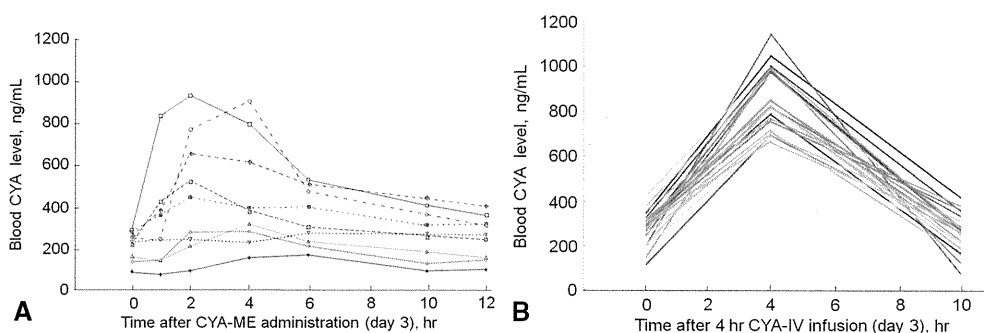 1200
1000
800
600
400
200
0
Blood CYA level, ng/mL
0 2 4 6 8 10 12
Time after CYA-ME administration (day 3), hr
A
1200
1000
800
600
400
200
0
Blood CYA level, ng/mL
0 2 4 6 8 10
Time after 4 hr CYA-IV infusion (day 3), hr
B